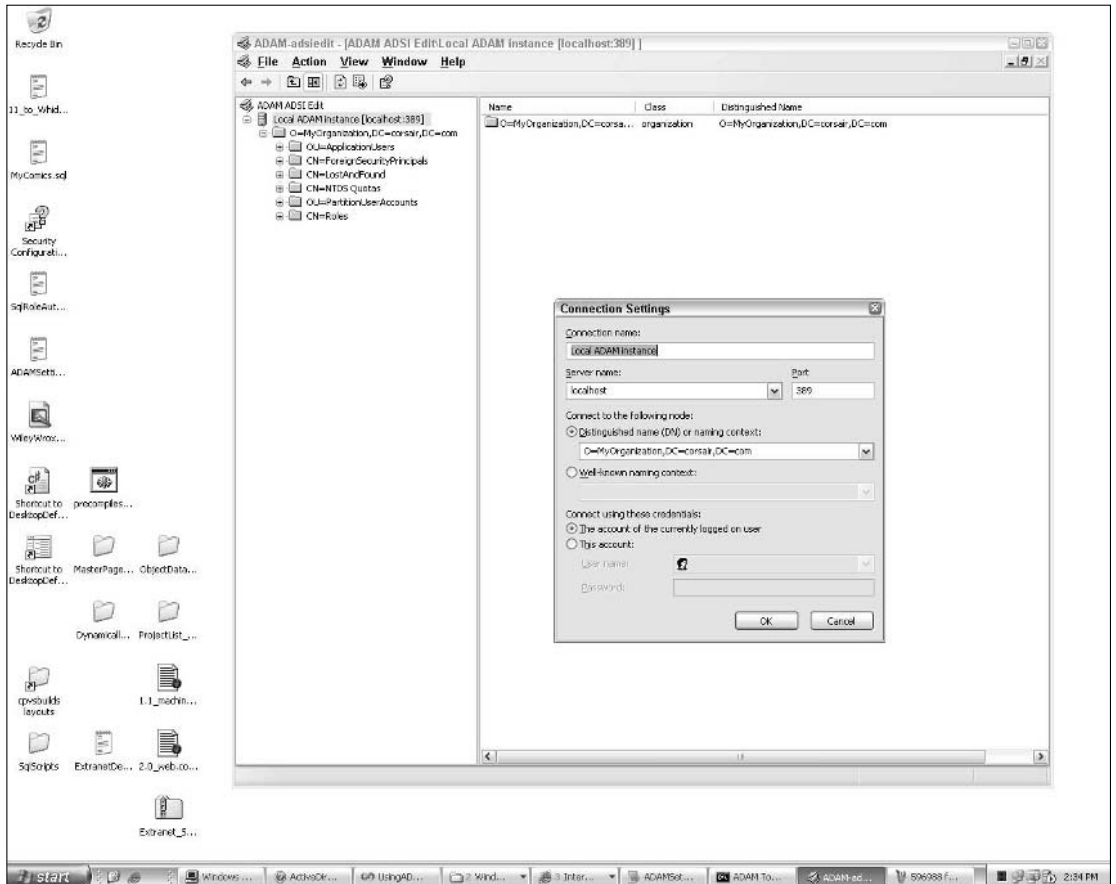 Recycle Bin
11_to_Whid...
MyComics.sql
Security
Configurati...
SqlRoleAut...
ADAMSetti...
WileyWrox...
Shortcut to
DesktopDef...
precompiles...
Shortcut to
DesktopDef...
MasterPage...
ObjectData...
Dynamicall...
ProjectList_...
cpvsbuilds
layouts
1.1_machin...
SqlScripts
ExtranetDe...
2.0_web.co...
Extranet_S...
ADAM-adsiedit - [ADAM ADSI Edit\Local ADAM instance [localhost:389] ]
File Action View Window Help
ADAM ADSI Edit
Local ADAM instance [localhost:389]
O=MyOrganization,DC=corsair,DC=com
OU=ApplicationUsers
CN=ForeignSecurityPrincipals
CN=LostAndFound
CN=NTDS Quotas
OU=PartitionUserAccounts
CN=Roles
Name Class Distinguished Name
O=MyOrganization,DC=corsa... organization O=MyOrganization,DC=corsair,DC=com
Connection Settings
Connection name:
Local ADAM instance
Server name: Port
localhost 389
Connect to the following node:
Distinguished name (DN) or naming context:
O=MyOrganization,DC=corsair,DC=com
Well-known naming context:
Connect using these credentials:
The account of the currently logged on user
This account:
User name:
Password:
OK Cancel
start Windows ... ActiveDir... UsingAD... 2 Wind... 3 Inter... ADAMSet... ADAM To... ADAM-ad... 596988 f... 2:34 PM